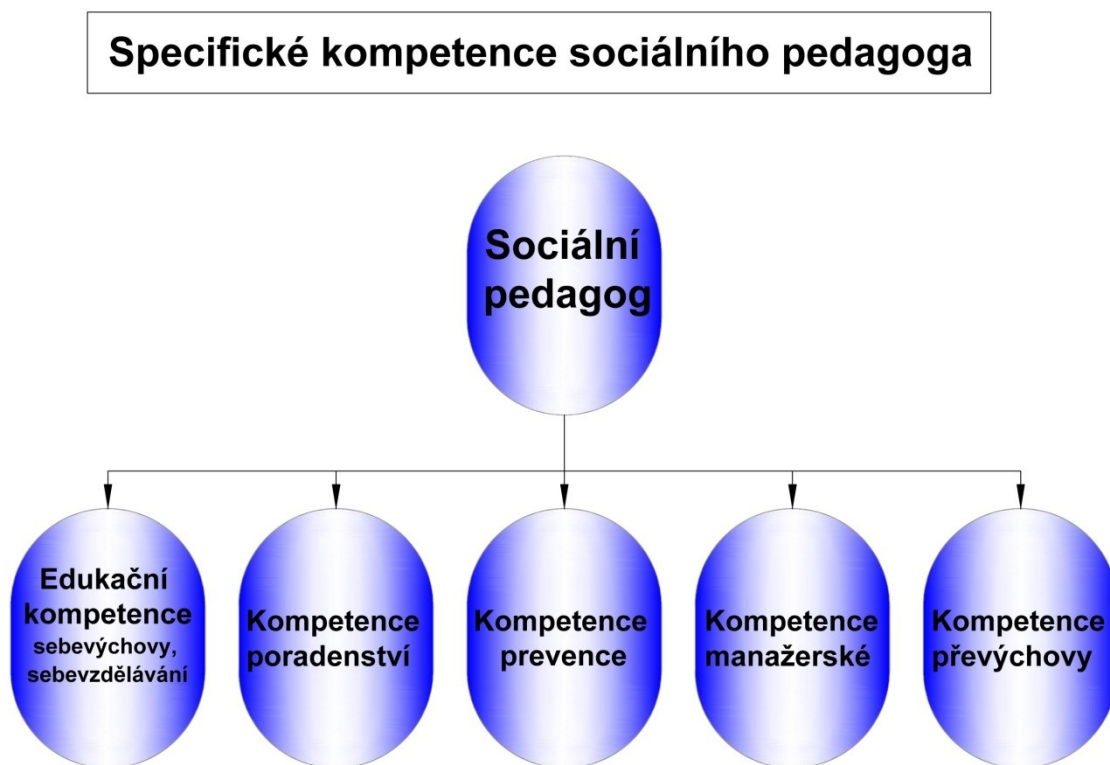 Specifické kompetence sociálního pedagoga
Sociální
pedagog
Edukační
kompetence
sebevýchovy,
sebevzdělávání
Kompetence
poradenství
Kompetence
prevence
Kompetence
manažerské
Kompetence
převýchovy